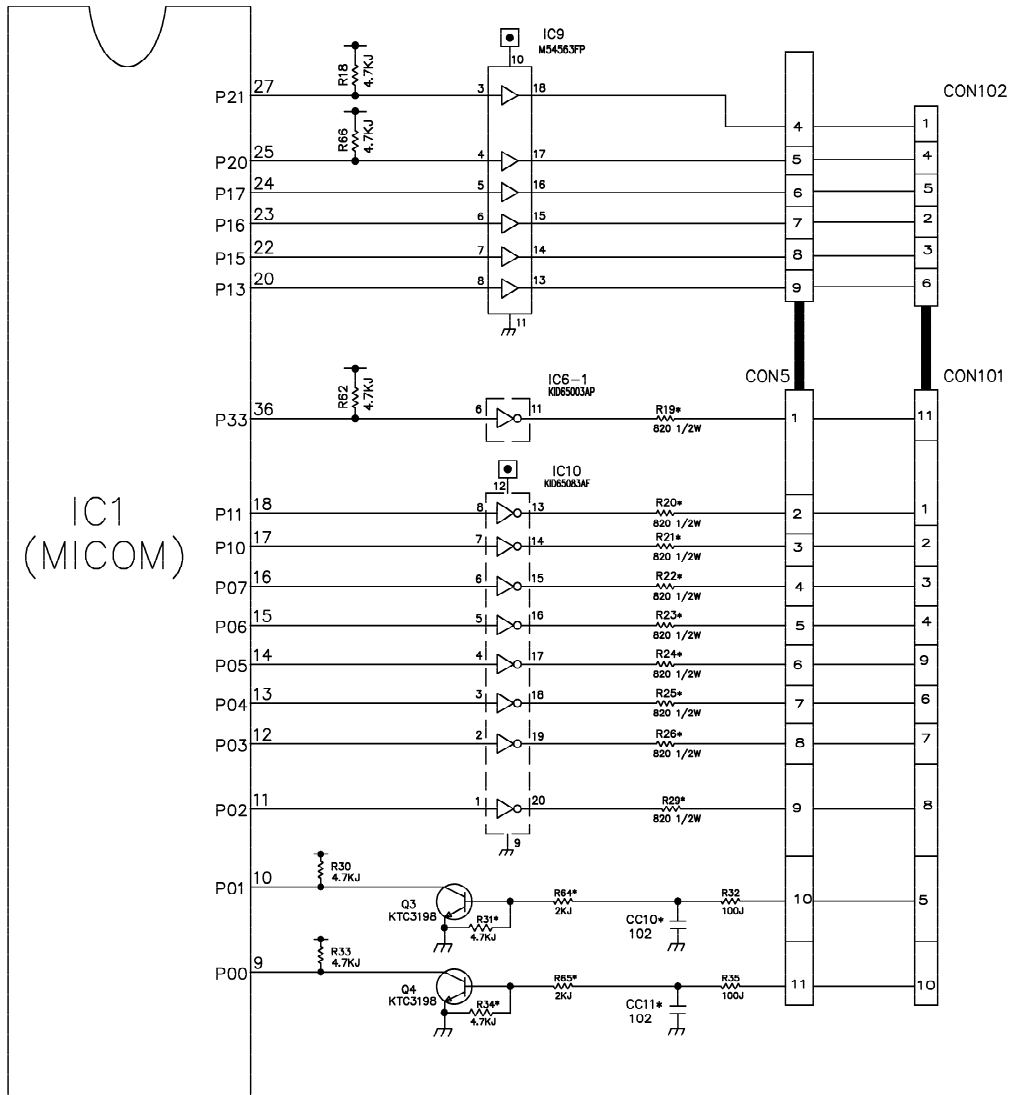 IC9
M54563FP
10
CON102
R18
4.7KJ
P21 27 3 18 4 1
R66
4.7KJ
P20 25 4 17 5 4
P17 24 5 16 6 5
P16 23 6 15 7 2
P15 22 7 14 8 3
P13 20 8 13 9 6
11
IC6-1
KID65003AP
CON5
CON101
R62
4.7KJ
P33 36 6 11 R19* 1 11
820 1/2W
IC10
KID65083AF
12
IC1
(MICOM)
P11 18 8 13 R20* 2 1
820 1/2W
P10 17 7 14 R21* 3 2
820 1/2W
P07 16 6 15 R22* 4 3
820 1/2W
P06 15 5 16 R23* 5 4
820 1/2W
P05 14 4 17 R24* 6 9
820 1/2W
P04 13 3 18 R25* 7 6
820 1/2W
P03 12 2 19 R26* 8 7
820 1/2W
P02 11 1 20 R29* 9 8
820 1/2W
9
R30
4.7KJ
P01 10 R64* R32 10 5
2KJ 100J
Q3
KTC3198
R31*
4.7KJ
CC10*
102
R33
4.7KJ
P00 9 R65* R35 11 10
2KJ 100J
Q4
KTC3198
R34*
4.7KJ
CC11*
102